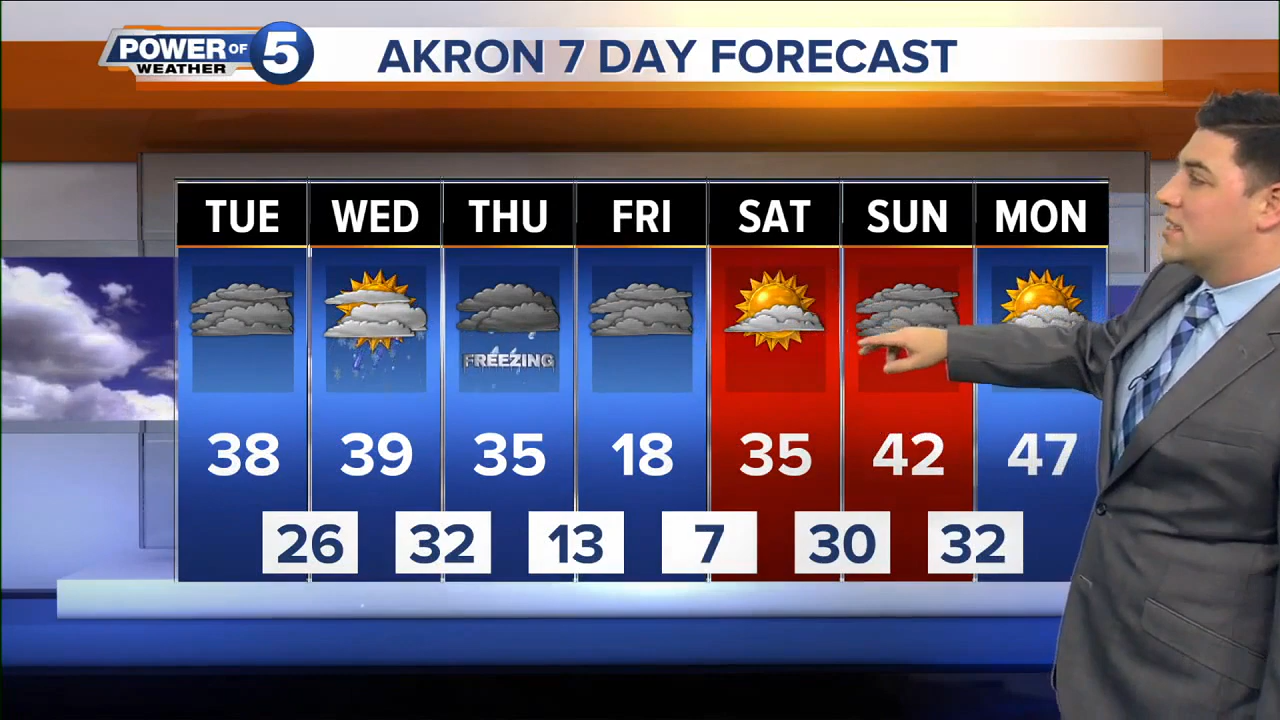 POWER OF 5
WEATHER
AKRON 7 DAY FORECAST
TUE WED THU FRI SAT SUN MON
FREEZING
38 39 35 18 35 42 47
26 32 13 7 30 32